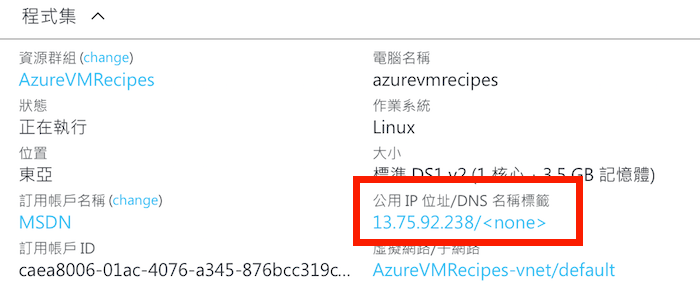 程式集
資源群組 (change)
AzureVMRecipes
狀態
正在執行
位置
東亞
訂用帳戶名稱 (change)
MSDN
訂用帳戶 ID
caea8006-01ac-4076-a345-876bcc319c...
電腦名稱
azurevmrecipes
作業系統
Linux
大小
標準 DS1 v2 (1 核心，3.5 GB 記憶體)
公用 IP 位址/DNS 名稱標籤
13.75.92.238/<none>
虛擬網路/子網路
AzureVMRecipes-vnet/default